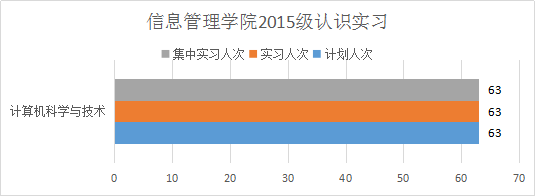 信息管理学院2015级认识实习
集中实习人次 实习人次 计划人次
63
计算机科学与技术 63
63
0 10 20 30 40 50 60 70